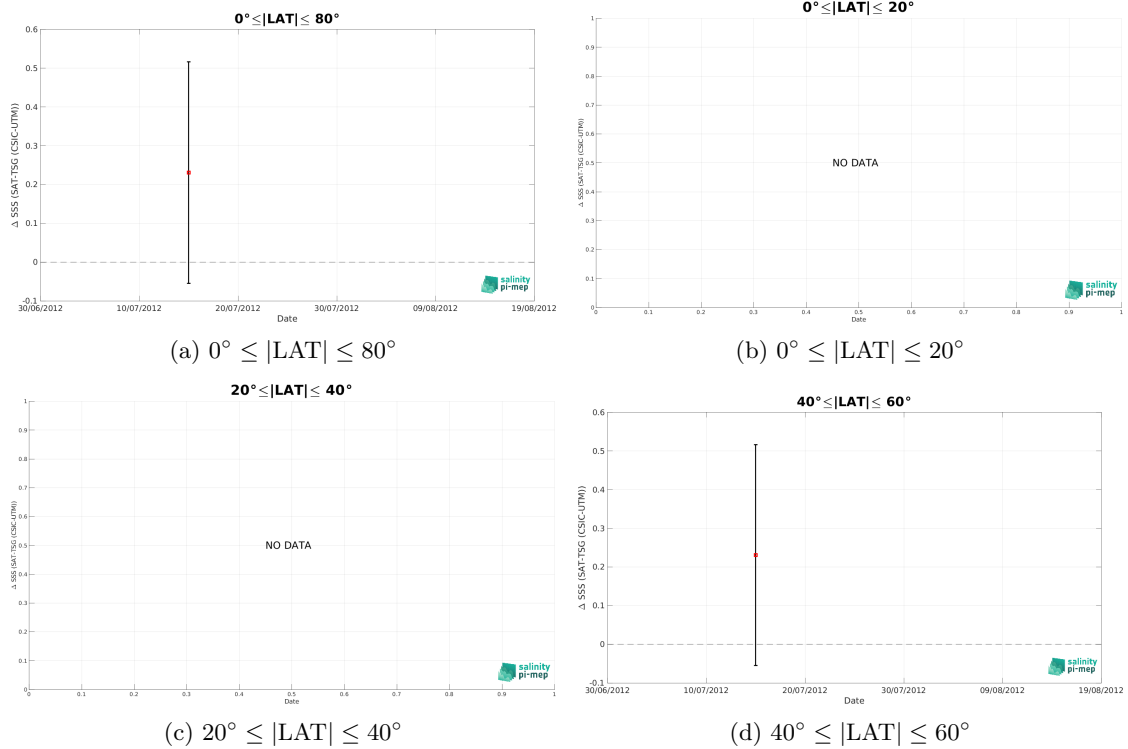 0°≤|LAT|≤ 80°
0.6
0.5
0.4
0.3
0.2
0.1
0
-0.1
Δ SSS (SAT-TSG (CSIC-UTM))
30/06/2012 10/07/2012 20/07/2012 30/07/2012 09/08/2012 19/08/2012
Date
salinity
pi-mep
(a) 0° ≤ |LAT| ≤ 80°
0°≤|LAT|≤ 20°
1
0.9
0.8
0.7
0.6
0.5
0.4
0.3
0.2
0.1
0
Δ SSS (SAT-TSG (CSIC-UTM))
NO DATA
0 0.1 0.2 0.3 0.4 0.5 0.6 0.7 0.8 0.9 1
Date
salinity
pi-mep
(b) 0° ≤ |LAT| ≤ 20°
20°≤|LAT|≤ 40°
1
0.9
0.8
0.7
0.6
0.5
0.4
0.3
0.2
0.1
0
Δ SSS (SAT-TSG (CSIC-UTM))
NO DATA
0 0.1 0.2 0.3 0.4 0.5 0.6 0.7 0.8 0.9 1
Date
salinity
pi-mep
(c) 20° ≤ |LAT| ≤ 40°
40°≤|LAT|≤ 60°
0.6
0.5
0.4
0.3
0.2
0.1
0
-0.1
Δ SSS (SAT-TSG (CSIC-UTM))
30/06/2012 10/07/2012 20/07/2012 30/07/2012 09/08/2012 19/08/2012
Date
salinity
pi-mep
(d) 40° ≤ |LAT| ≤ 60°